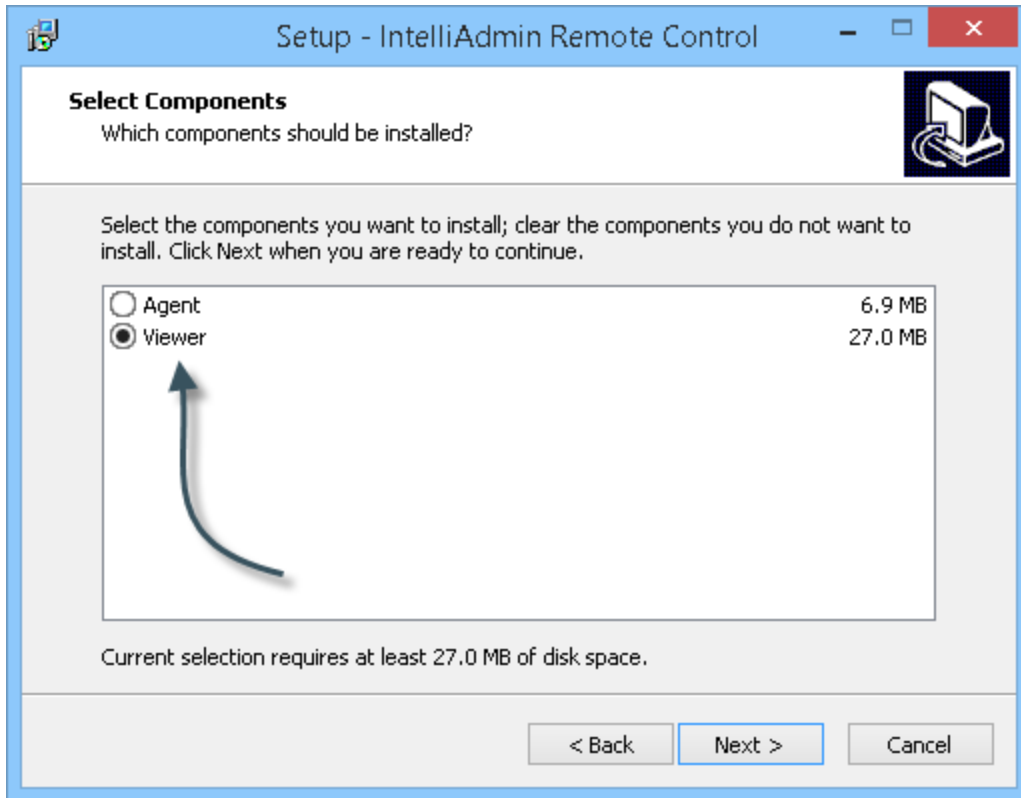 Setup - IntelliAdmin Remote Control
Select Components
Which components should be installed?
Select the components you want to install; clear the components you do not want to
install. Click Next when you are ready to continue.
Agent 6.9 MB
Viewer 27.0 MB
Current selection requires at least 27.0 MB of disk space.
< Back Next > Cancel